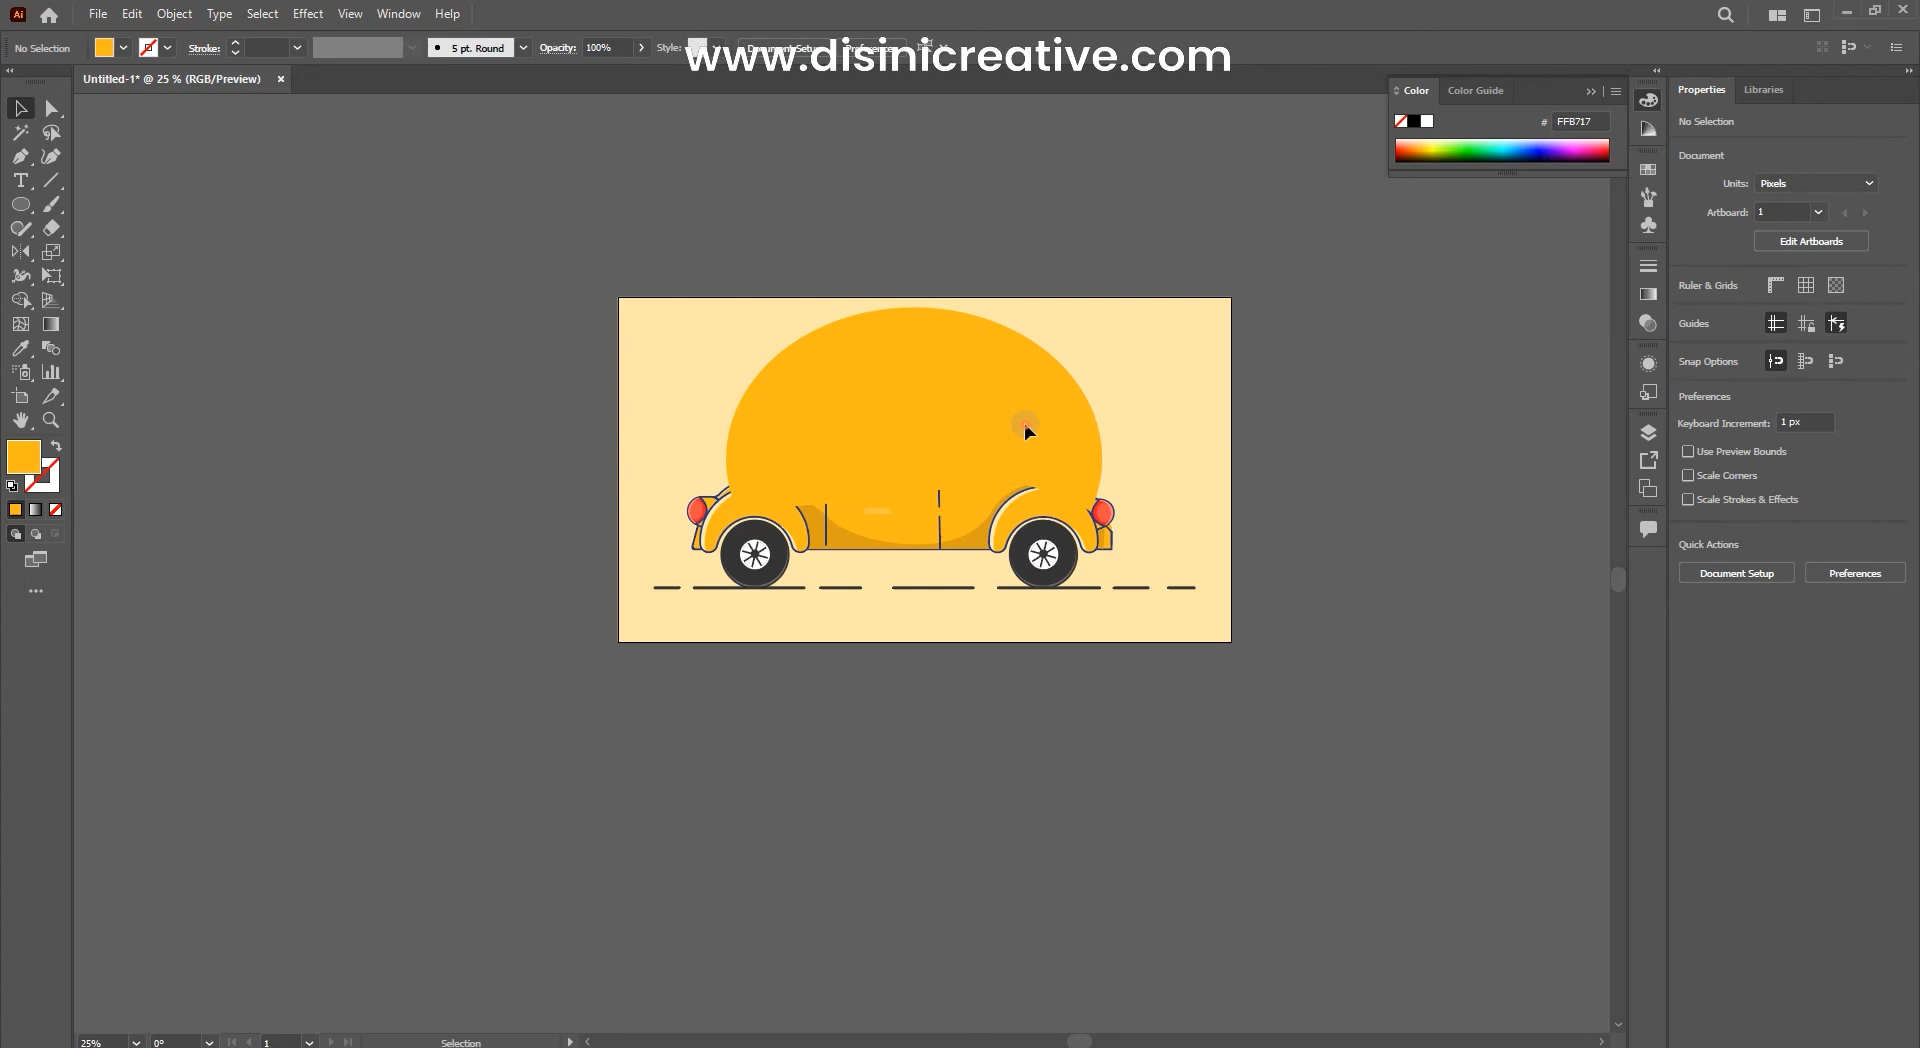 Ai File Edit Object Type Select Effect View Window Help
No Selection Stroke: 5 pt. Round Opacity: 100% Style:
www.disinicreative.com
Untitled-1* @ 25 % (RGB/Preview)
Color Color Guide
# FFB717
Properties Libraries
No Selection
Document
Units: Pixels
Artboard: 1
Edit Artboards
Ruler & Grids
Guides
Snap Options
Preferences
Keyboard Increment: 1 px
Use Preview Bounds
Scale Corners
Scale Strokes & Effects
Quick Actions
Document Setup Preferences
25% 0° 1 Selection